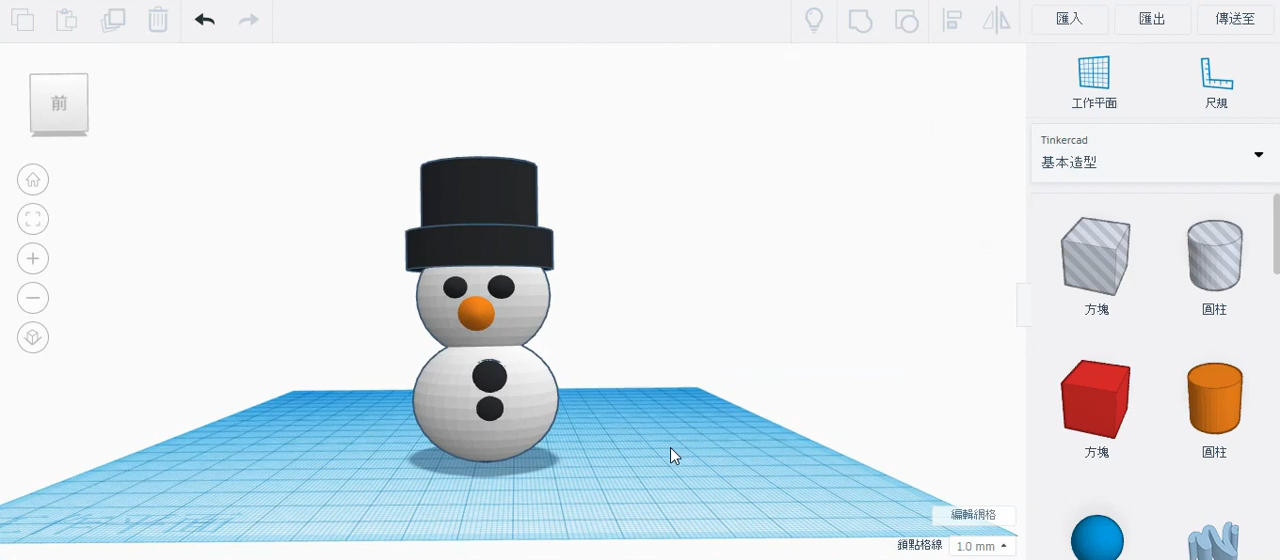 匯入
匯出
傳送至
前
工作平面
尺規
Tinkercad
基本造型
方塊
圓柱
方塊
圓柱
編輯網格
鎖點格線
1.0 mm